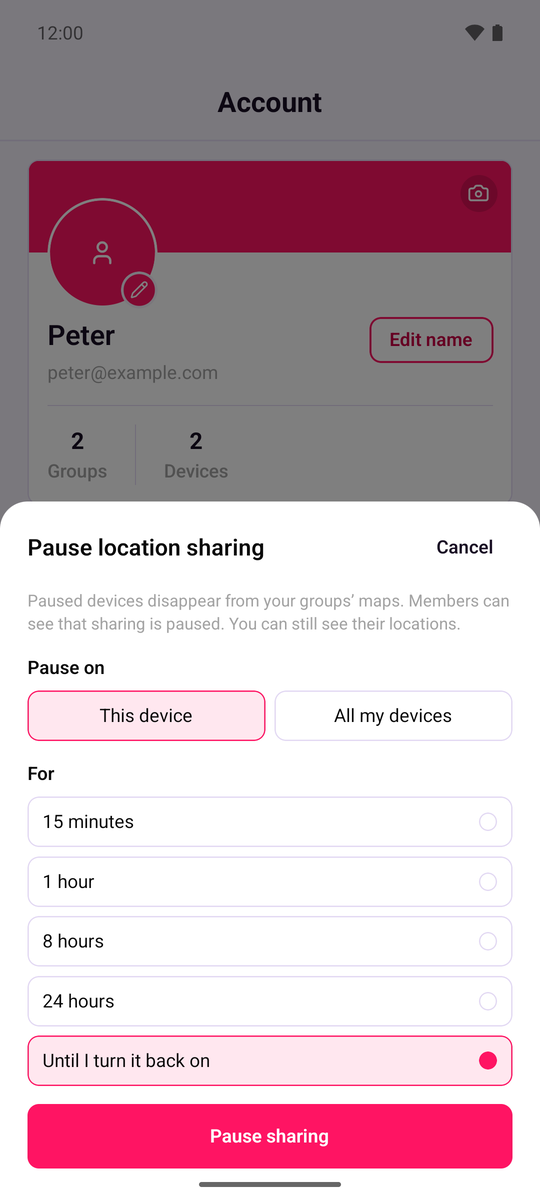 12:00
Account
Peter
Edit name
peter@example.com
2
Groups
2
Devices
Pause location sharing
Cancel
Paused devices disappear from your groups’ maps. Members can
see that sharing is paused. You can still see their locations.
Pause on
This device
All my devices
For
15 minutes
1 hour
8 hours
24 hours
Until I turn it back on
Pause sharing